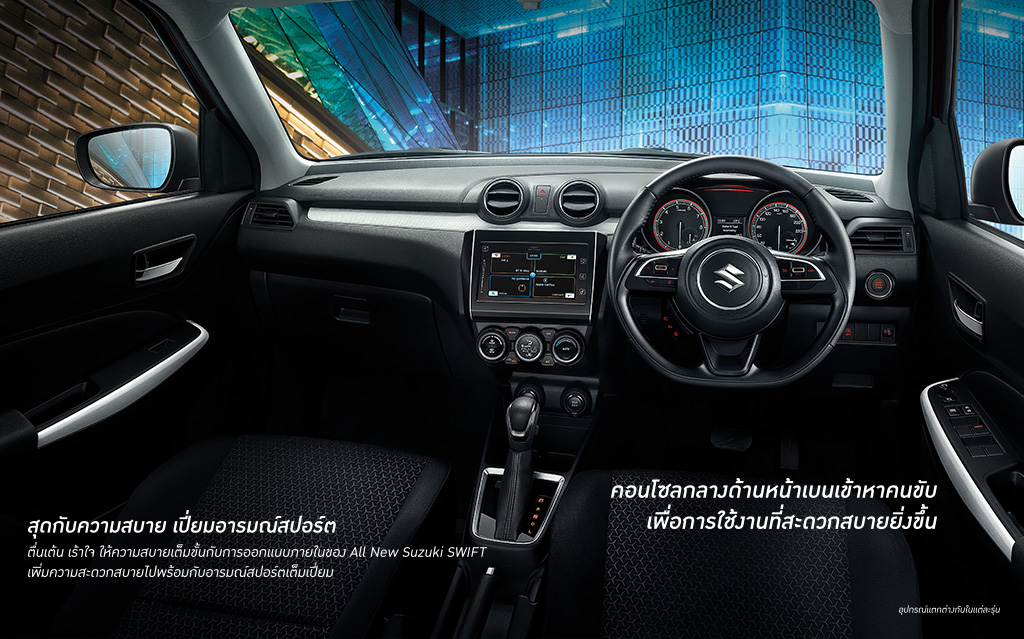 คอนโซลกลางด้านหน้าเบนเข้าหาคนขับ
เพื่อการใช้งานที่สะดวกสบายยิ่งขึ้น
สุดกับความสบาย เปี่ยมอารมณ์สปอร์ต
ตื่นเต้น เร้าใจ ให้ความสบายเต็มขั้นกับการออกแบบภายในของ All New Suzuki SWIFT
เพิ่มความสะดวกสบายไปพร้อมกับอารมณ์สปอร์ตเต็มเปี่ยม
อุปกรณ์แตกต่างกันในแต่ละรุ่น